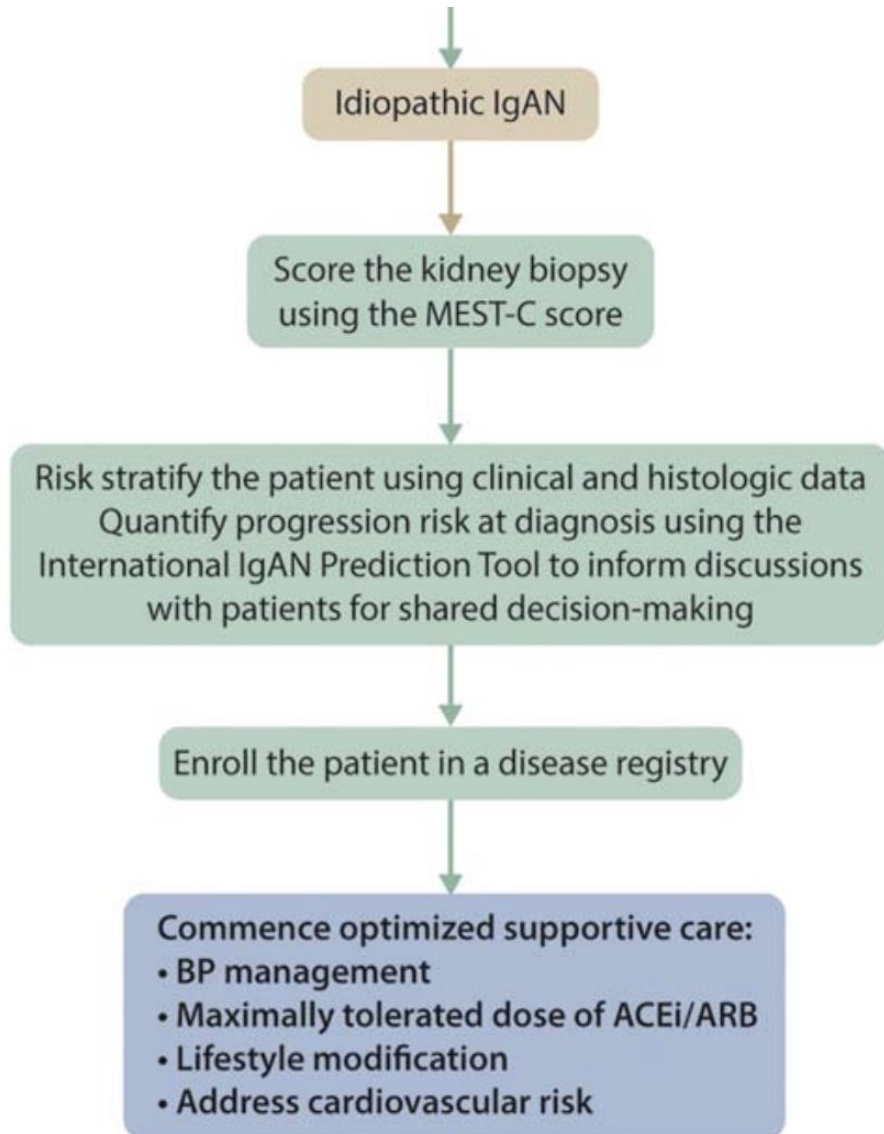 Idiopathic IgAN
Score the kidney biopsy
using the MEST-C score
Risk stratify the patient using clinical and histologic data
Quantify progression risk at diagnosis using the
International IgAN Prediction Tool to inform discussions
with patients for shared decision-making
Enroll the patient in a disease registry
Commence optimized supportive care:
• BP management
• Maximally tolerated dose of ACEi/ARB
• Lifestyle modification
• Address cardiovascular risk